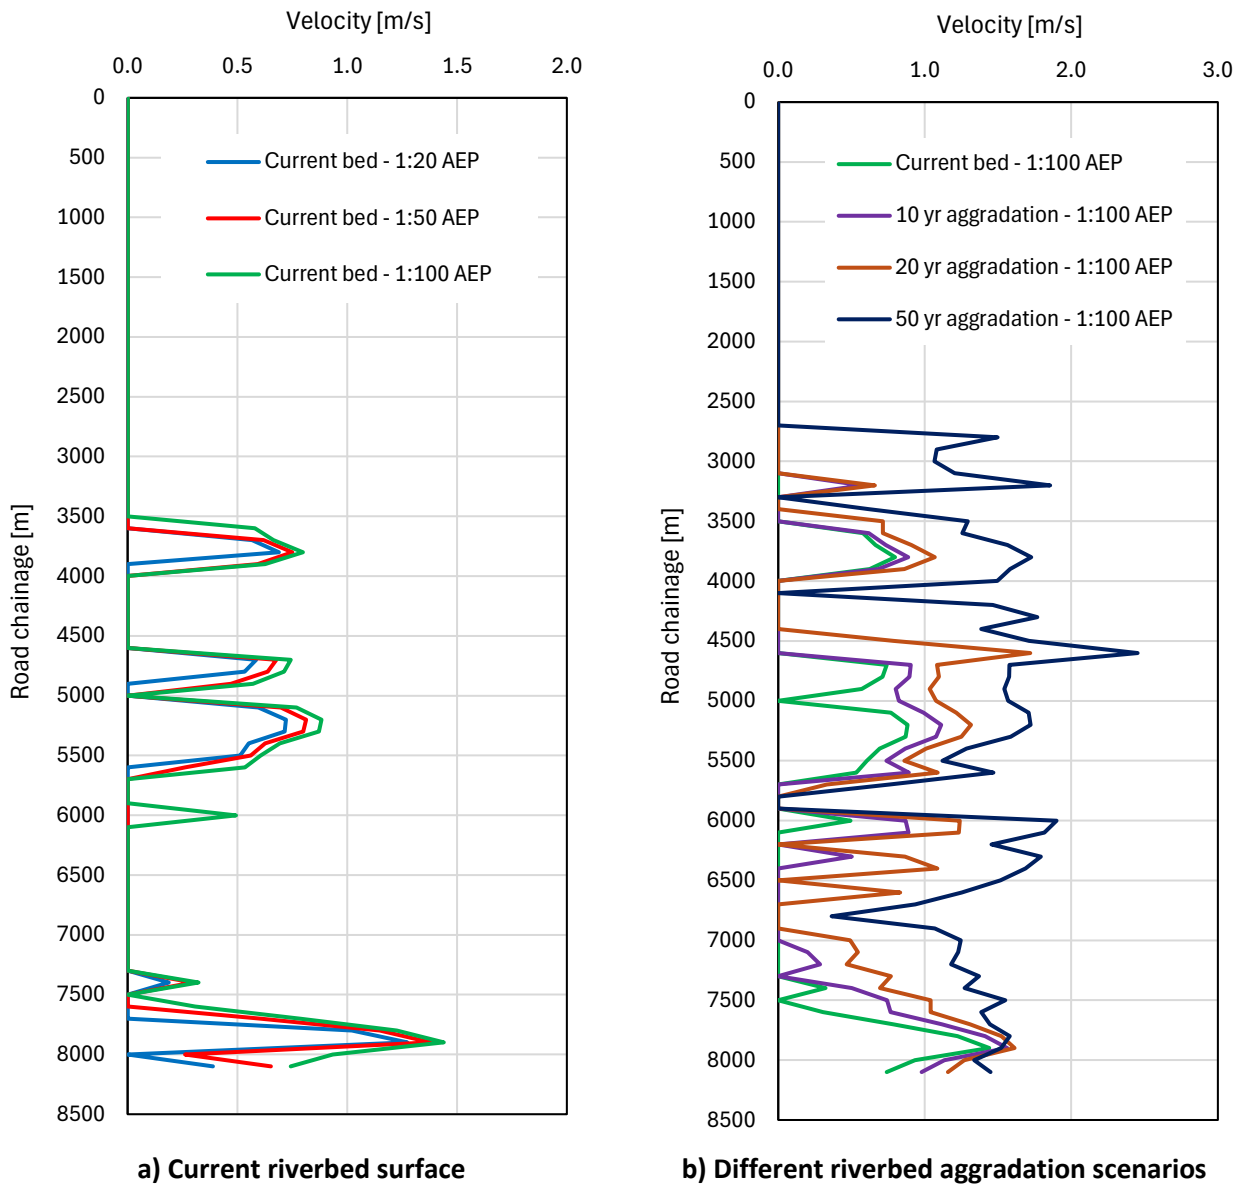 Velocity [m/s]
0.0 0.5 1.0 1.5 2.0
0
500
1000
1500
2000
2500
3000
3500
4000
4500
5000
5500
6000
6500
7000
7500
8000
8500
Road chainage [m]
Current bed - 1:20 AEP
Current bed - 1:50 AEP
Current bed - 1:100 AEP
a) Current riverbed surface
Velocity [m/s]
0.0 1.0 2.0 3.0
0
500
1000
1500
2000
2500
3000
3500
4000
4500
5000
5500
6000
6500
7000
7500
8000
8500
Road chainage [m]
Current bed - 1:100 AEP
10 yr aggradation - 1:100 AEP
20 yr aggradation - 1:100 AEP
50 yr aggradation - 1:100 AEP
b) Different riverbed aggradation scenarios